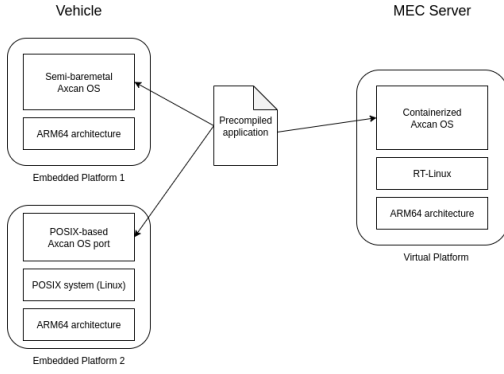 Vehicle
MEC Server
Semi-baremetal
Axcan OS
ARM64 architecture
Embedded Platform 1
Precompiled
application
Containerized
Axcan OS
RT-Linux
ARM64 architecture
Virtual Platform
POSIX-based
Axcan OS port
POSIX system (Linux)
ARM64 architecture
Embedded Platform 2